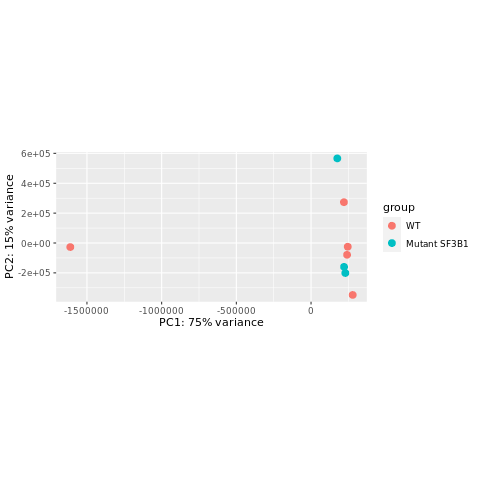 6e+05
4e+05
2e+05
0e+00
-2e+05
PC2: 15% variance
-1500000 -1000000 -500000 0
PC1: 75% variance
group
WT
Mutant SF3B1